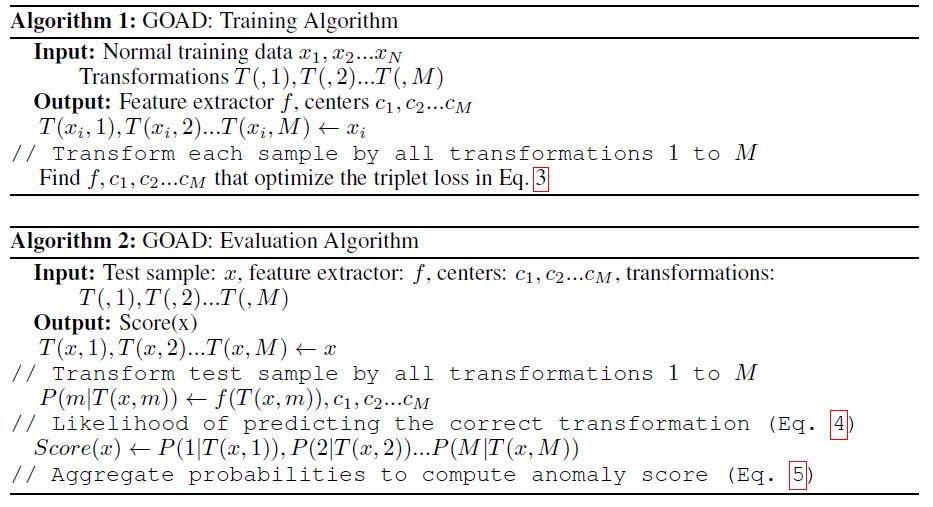 Algorithm 1: GOAD: Training Algorithm
Input: Normal training data x_1, x_2...x_N
Transformations T(, 1), T(, 2)...T(, M)
Output: Feature extractor f, centers c_1, c_2...c_M
T(x_i, 1), T(x_i, 2)...T(x_i, M) ← x_i
// Transform each sample by all transformations 1 to M
Find f, c_1, c_2...c_M that optimize the triplet loss in Eq. 3
Algorithm 2: GOAD: Evaluation Algorithm
Input: Test sample: x, feature extractor: f, centers: c_1, c_2...c_M, transformations:
T(, 1), T(, 2)...T(, M)
Output: Score(x)
T(x, 1), T(x, 2)...T(x, M) ← x
// Transform test sample by all transformations 1 to M
P(m|T(x, m)) ← f(T(x, m)), c_1, c_2...c_M
// Likelihood of predicting the correct transformation (Eq. 4)
Score(x) ← P(1|T(x, 1)), P(2|T(x, 2))...P(M|T(x, M))
// Aggregate probabilities to compute anomaly score (Eq. 5)